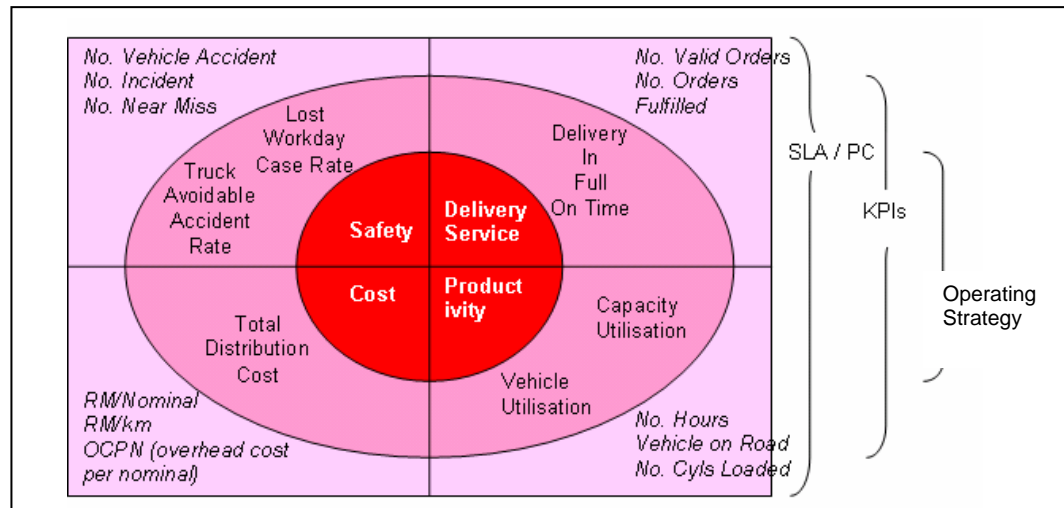 No. Vehicle Accident
No. Incident
No. Near Miss
No. Valid Orders
No. Orders
Fulfilled
Lost
Workday
Case Rate
Truck
Avoidable
Accident
Rate
Delivery
In
Full
On Time
SLA / PC
KPIs
Operating
Strategy
Safety
Delivery
Service
Cost
Product
ivity
Total
Distribution
Cost
Capacity
Utilisation
Vehicle
Utilisation
RM/Nominal
RM/km
OCPN (overhead cost
per nominal)
No. Hours
Vehicle on Road
No. Cyls Loaded